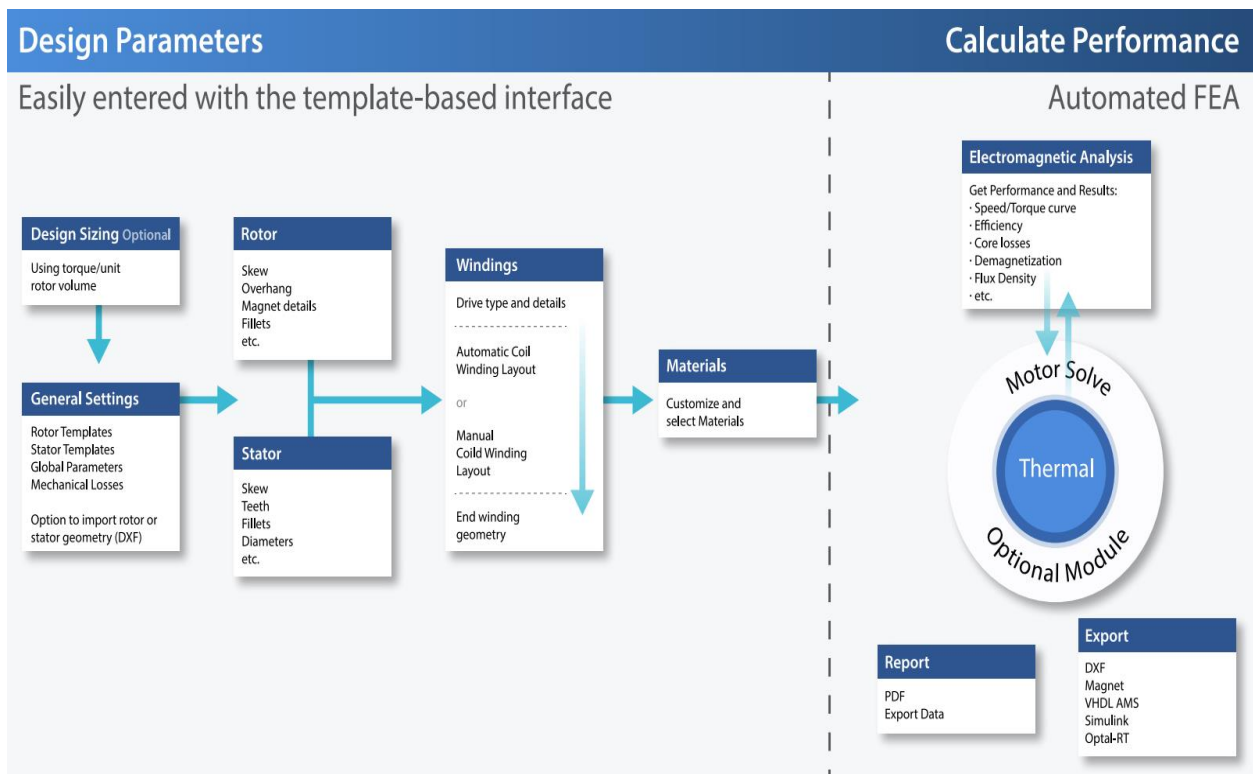 Design Parameters
Calculate Performance
Easily entered with the template-based interface
Automated FEA
Design Sizing Optional
Using torque/unit
rotor volume
General Settings
Rotor Templates
Stator Templates
Global Parameters
Mechanical Losses
Option to import rotor or
stator geometry (DXF)
Rotor
Skew
Overhang
Magnet details
Fillets
etc.
Stator
Skew
Teeth
Fillets
Diameters
etc.
Windings
Drive type and details
Automatic Coil
Winding Layout
or
Manual
Coild Winding
Layout
End winding
geometry
Materials
Customize and
select Materials
Electromagnetic Analysis
Get Performance and Results:
· Speed/Torque curve
· Efficiency
· Core losses
· Demagnetization
· Flux Density
· etc.
Motor Solve
Thermal
Optional Module
Report
PDF
Export Data
Export
DXF
Magnet
VHDL AMS
Simulink
Optal-RT